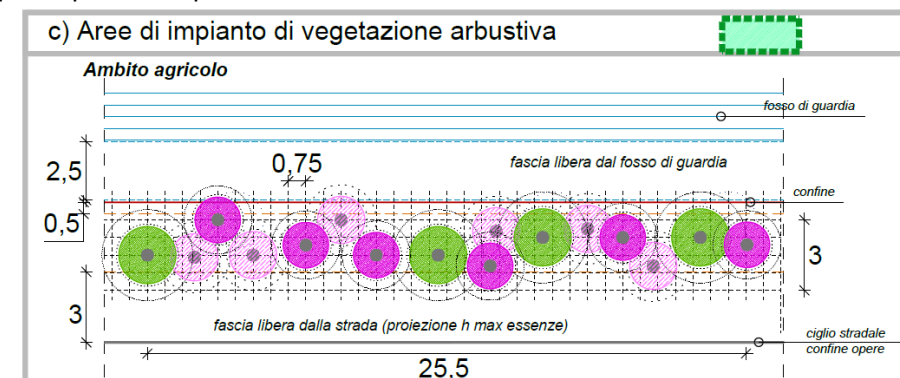 c) Aree di impianto di vegetazione arbustiva
Ambito agricolo
fosso di guardia
2,5
0,75
fascia libera dal fosso di guardia
confine
0,5
3
3
fascia libera dalla strada (proiezione h max essenze)
ciglio stradale
confine opere
25.5